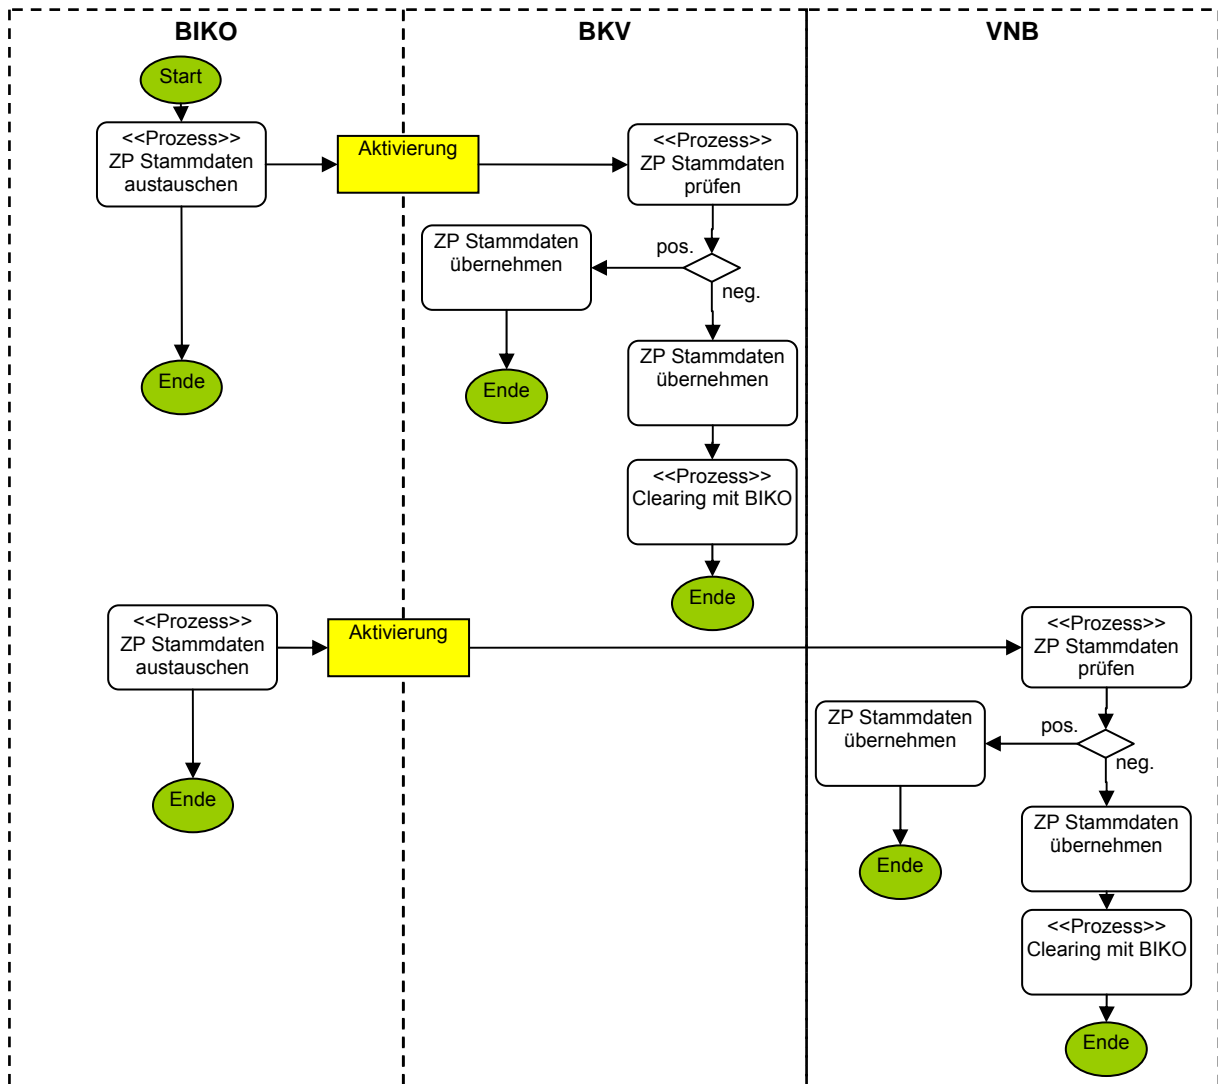 BIKO
BKV
VNB
Start
<<Prozess>>
ZP Stammdaten
austauschen
Aktivierung
<<Prozess>>
ZP Stammdaten
prüfen
pos.
neg.
ZP Stammdaten
übernehmen
Ende
Ende
ZP Stammdaten
übernehmen
<<Prozess>>
Clearing mit BIKO
Ende
<<Prozess>>
ZP Stammdaten
austauschen
Aktivierung
<<Prozess>>
ZP Stammdaten
prüfen
pos.
neg.
ZP Stammdaten
übernehmen
Ende
Ende
ZP Stammdaten
übernehmen
<<Prozess>>
Clearing mit BIKO
Ende